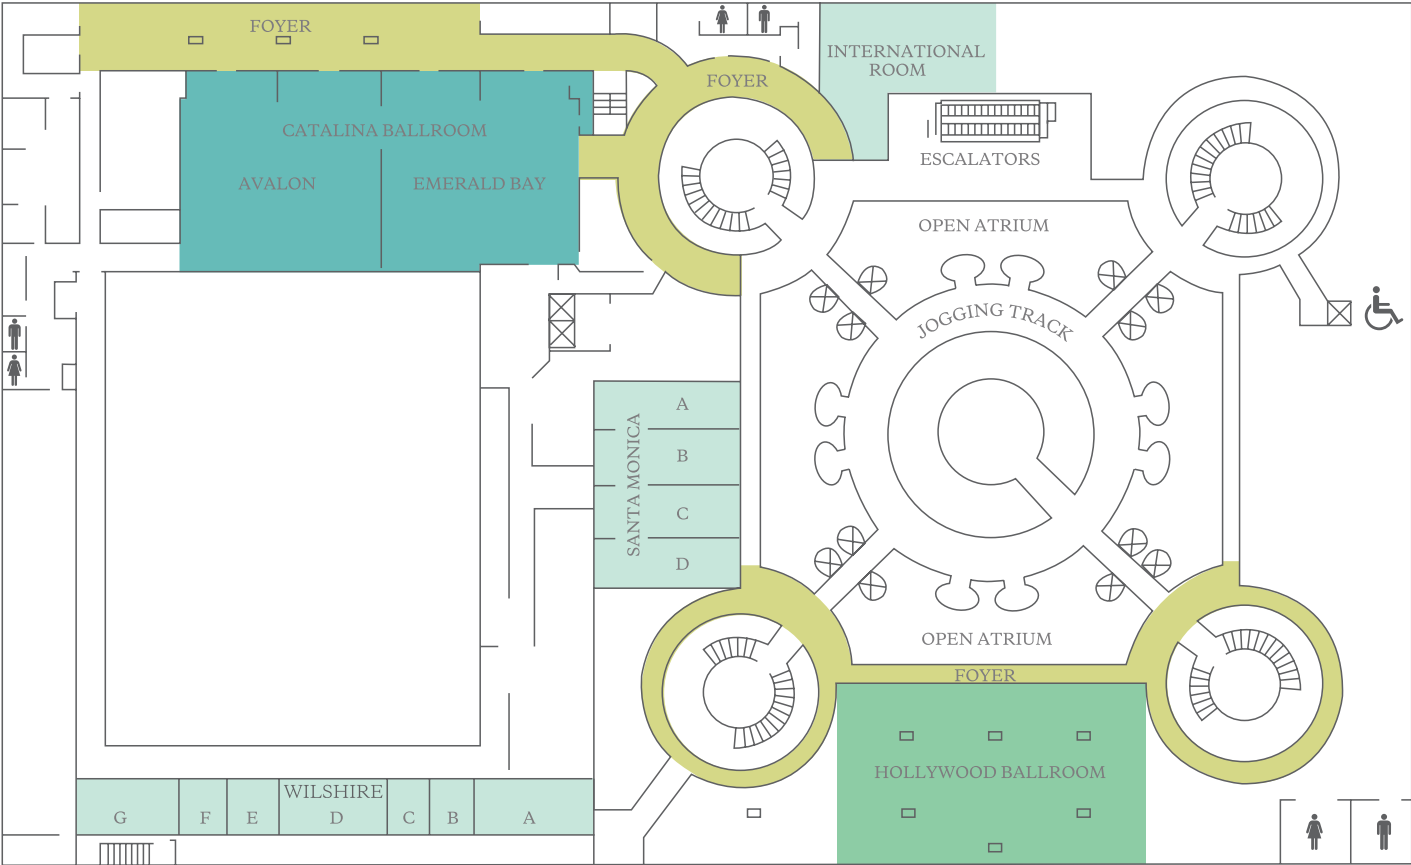 FOYER
INTERNATIONAL
ROOM
FOYER
CATALINA BALLROOM
ESCALATORS
AVALON
EMERALD BAY
OPEN ATRIUM
JOGGING TRACK
SANTA MONICA
A
B
C
D
OPEN ATRIUM
FOYER
HOLLYWOOD BALLROOM
WILSHIRE
G
F
E
D
C
B
A